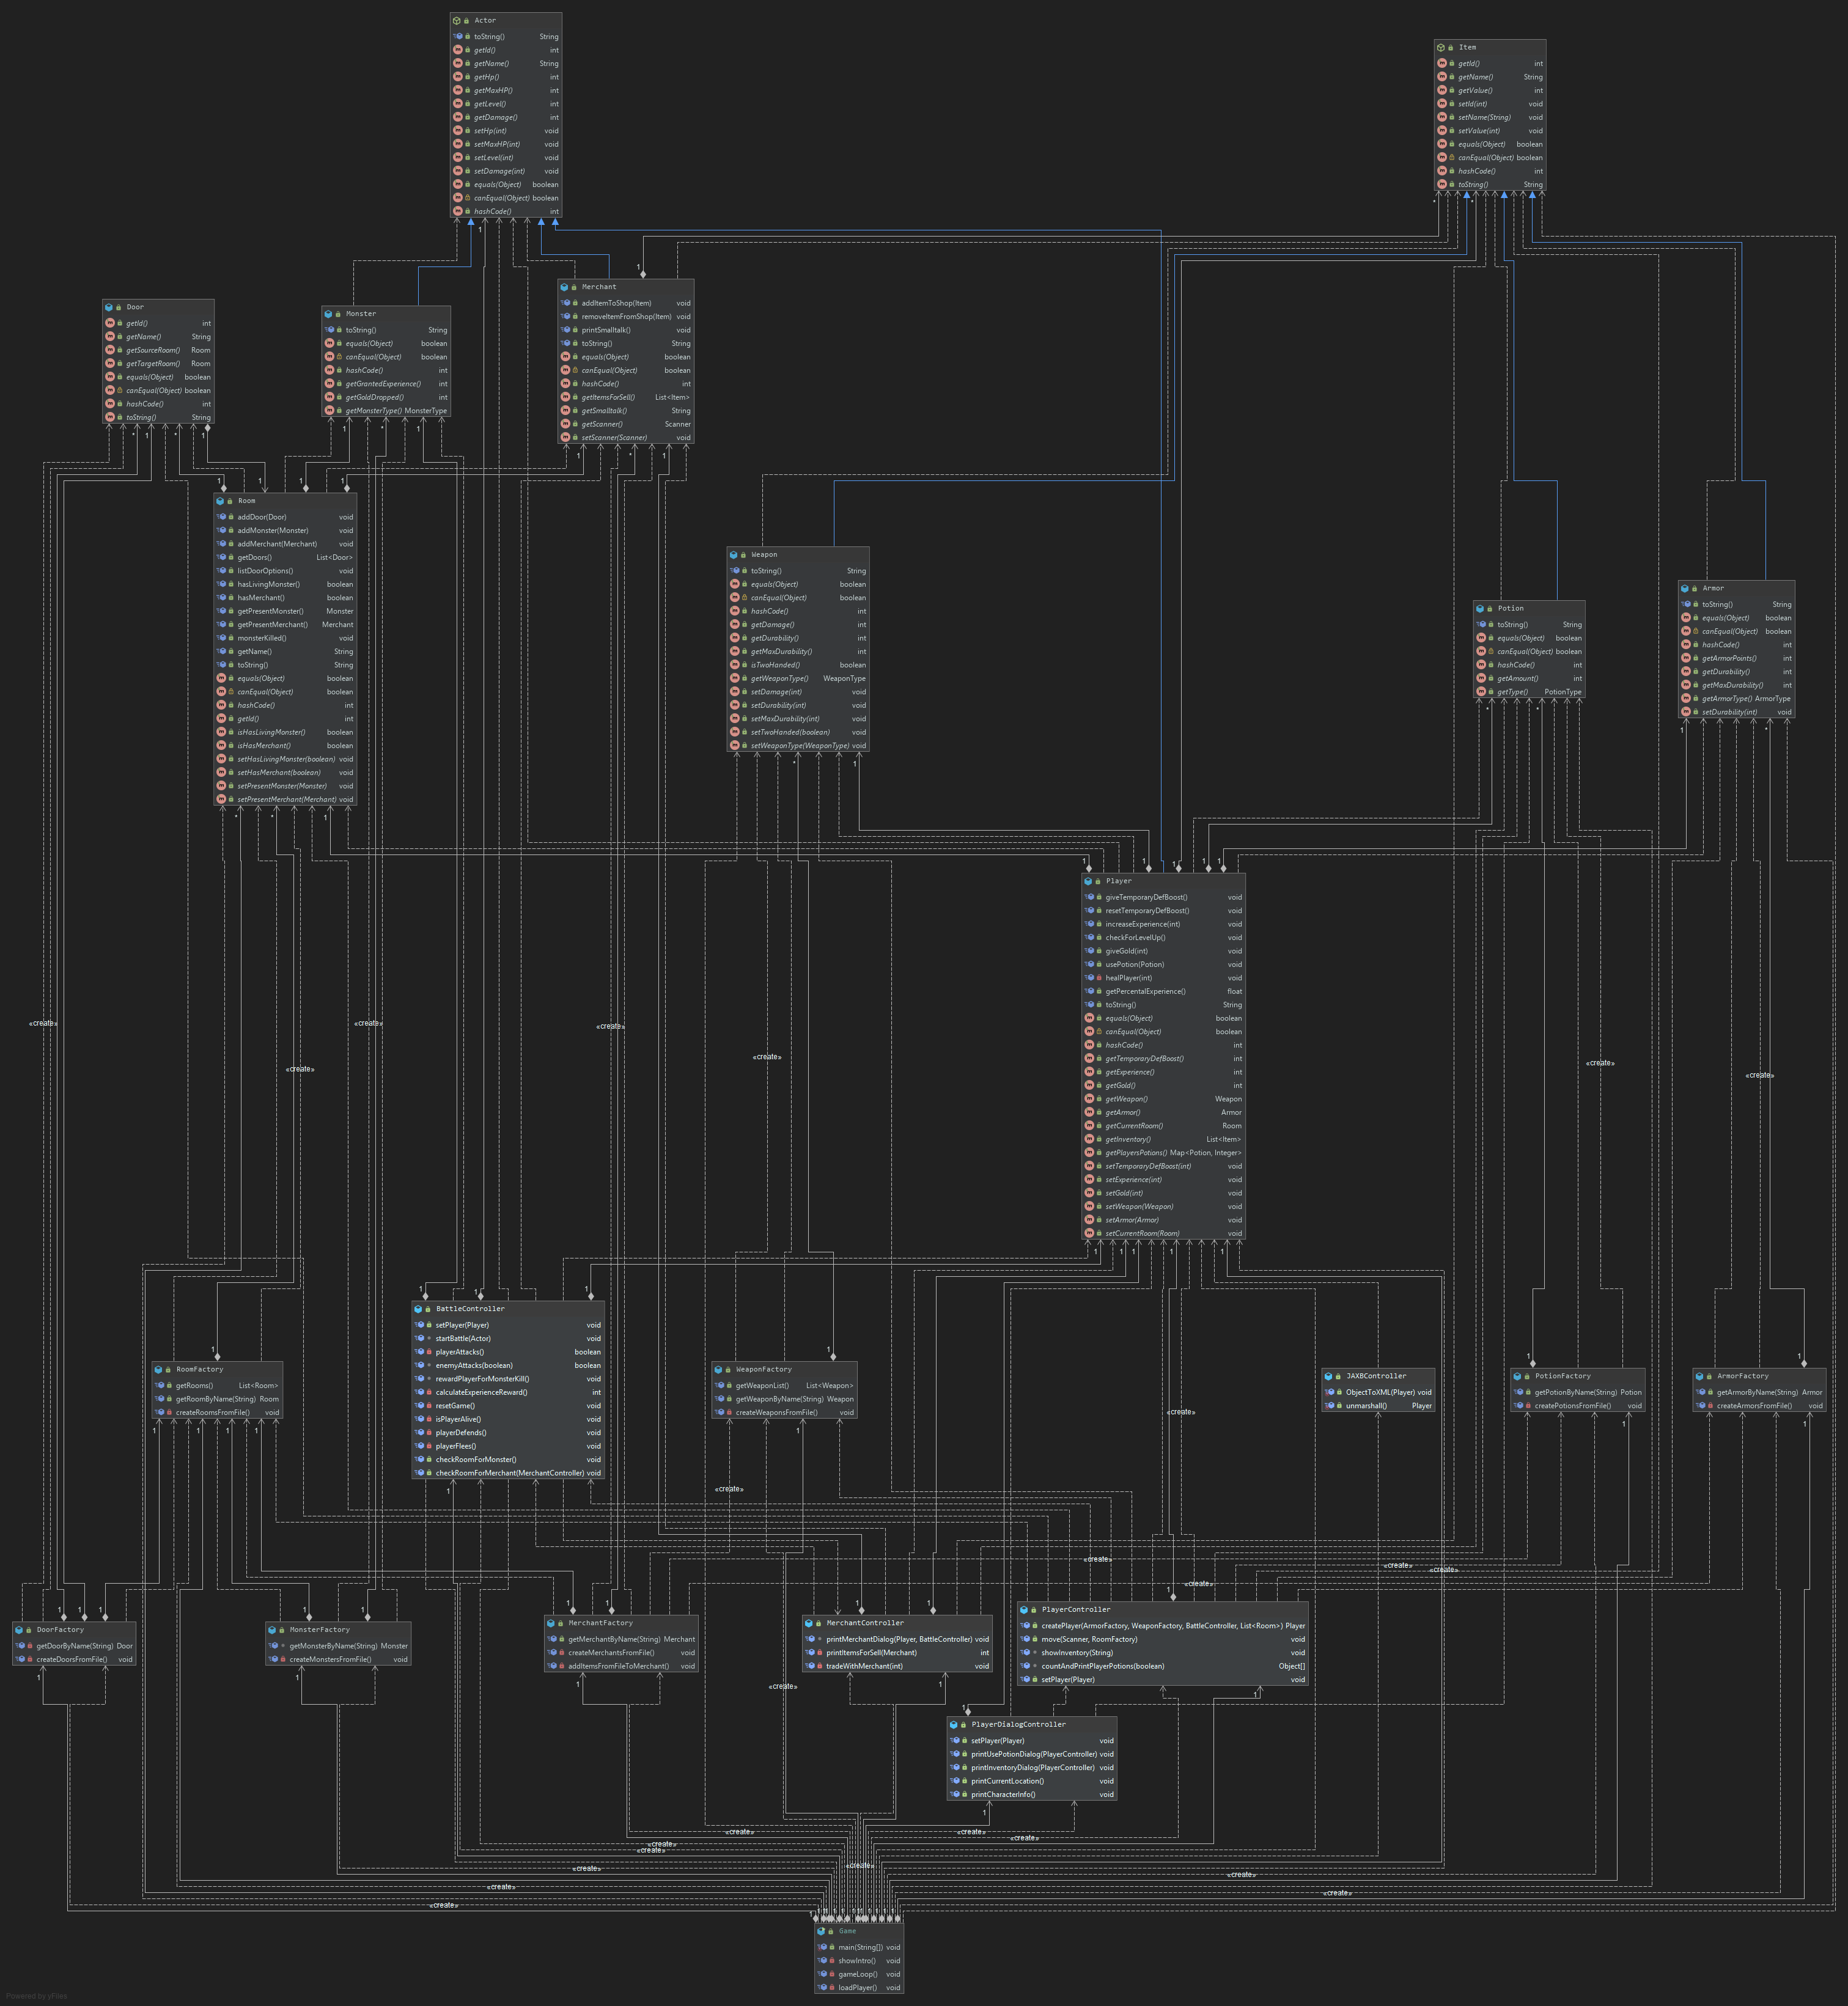 Actor
toString() String
getId() int
getName() String
getHp() int
getMaxHP() int
getLevel() int
getDamage() int
setHp(int) void
setMaxHP(int) void
setLevel(int) void
setDamage(int) void
equals(Object) boolean
canEqual(Object) boolean
hashCode() int
Item
getId() int
getName() String
getValue() int
setId(int) void
setName(String) void
setValue(int) void
equals(Object) boolean
canEqual(Object) boolean
hashCode() int
toString() String
Door
getId() int
getName() String
getSourceRoom() Room
getTargetRoom() Room
equals(Object) boolean
canEqual(Object) boolean
hashCode() int
toString() String
Monster
toString() String
equals(Object) boolean
canEqual(Object) boolean
hashCode() int
getGrantedExperience() int
getGoldDropped() int
getMonsterType() MonsterType
Merchant
addItemToShop(Item) void
removeItemFromShop(Item) void
printSmalltalk() void
toString() String
equals(Object) boolean
canEqual(Object) boolean
hashCode() int
getItemsForSell() List<Item>
getSmalltalk() String
getScanner() Scanner
setScanner(Scanner) void
Room
addDoor(Door) void
addMonster(Monster) void
addMerchant(Merchant) void
getDoors() List<Door>
listDoorOptions() void
hasLivingMonster() boolean
hasMerchant() boolean
getPresentMonster() Monster
getPresentMerchant() Merchant
monsterKilled() void
getName() String
toString() String
equals(Object) boolean
canEqual(Object) boolean
hashCode() int
getId() int
isHasLivingMonster() boolean
isHasMerchant() boolean
setHasLivingMonster(boolean) void
setHasMerchant(boolean) void
setPresentMonster(Monster) void
setPresentMerchant(Merchant) void
Weapon
toString() String
equals(Object) boolean
canEqual(Object) boolean
hashCode() int
getDamage() int
getDurability() int
getMaxDurability() int
isTwoHanded() boolean
getWeaponType() WeaponType
setDamage(int) void
setDurability(int) void
setMaxDurability(int) void
setTwoHanded(boolean) void
setWeaponType(WeaponType) void
Potion
toString() String
equals(Object) boolean
canEqual(Object) boolean
hashCode() int
getAmount() int
getType() PotionType
Armor
toString() String
equals(Object) boolean
canEqual(Object) boolean
hashCode() int
getArmorPoints() int
getDurability() int
getMaxDurability() int
getArmorType() ArmorType
setDurability(int) void
Player
giveTemporaryDefBoost() void
resetTemporaryDefBoost() void
increaseExperience(int) void
checkForLevelUp() void
giveGold(int) void
usePotion(Potion) void
healPlayer(int) void
getPercentalExperience() float
toString() String
equals(Object) boolean
canEqual(Object) boolean
hashCode() int
getTemporaryDefBoost() int
getExperience() int
getGold() int
getWeapon() Weapon
getArmor() Armor
getCurrentRoom() Room
getInventory() List<Item>
getPlayersPotions() Map<Potion, Integer>
setTemporaryDefBoost(int) void
setExperience(int) void
setGold(int) void
setWeapon(Weapon) void
setArmor(Armor) void
setCurrentRoom(Room) void
«create»
«create»
«create»
«create»
«create»
«create»
«create»
BattleController
setPlayer(Player) void
startBattle(Actor) void
playerAttacks() boolean
enemyAttacks(boolean) boolean
rewardPlayerForMonsterKill() void
calculateExperienceReward() int
resetGame() void
isPlayerAlive() void
playerDefends() void
playerFlees() void
checkRoomForMonster() void
checkRoomForMerchant(MerchantController) void
RoomFactory
getRooms() List<Room>
getRoomByName(String) Room
createRoomsFromFile() void
WeaponFactory
getWeaponList() List<Weapon>
getWeaponByName(String) Weapon
createWeaponsFromFile() void
JAXBController
ObjectToXML(Player) void
unmarshall() Player
PotionFactory
getPotionByName(String) Potion
createPotionsFromFile() void
ArmorFactory
getArmorByName(String) Armor
createArmorsFromFile() void
«create»
«create»
«create»
«create»
«create»
«create»
DoorFactory
getDoorByName(String) Door
createDoorsFromFile() void
MonsterFactory
getMonsterByName(String) Monster
createMonstersFromFile() void
MerchantFactory
getMerchantByName(String) Merchant
createMerchantsFromFile() void
addItemsFromFileToMerchant() void
MerchantController
printMerchantDialog(Player, BattleController) void
printItemsForSell(Merchant) int
tradeWithMerchant(int) void
PlayerController
createPlayer(ArmorFactory, WeaponFactory, BattleController, List<Room>) Player
move(Scanner, RoomFactory) void
showInventory(String) void
countAndPrintPlayerPotions(boolean) Object[]
setPlayer(Player) void
«create»
PlayerDialogController
setPlayer(Player) void
printUsePotionDialog(PlayerController) void
printInventoryDialog(PlayerController) void
printCurrentLocation() void
printCharacterInfo() void
«create»
«create»
«create»
«create»
«create»
«create»
«create»
«create»
«create»
«create»
«create»
Game
main(String[]) void
showIntro() void
gameLoop() void
loadPlayer() void
Powered by yFiles